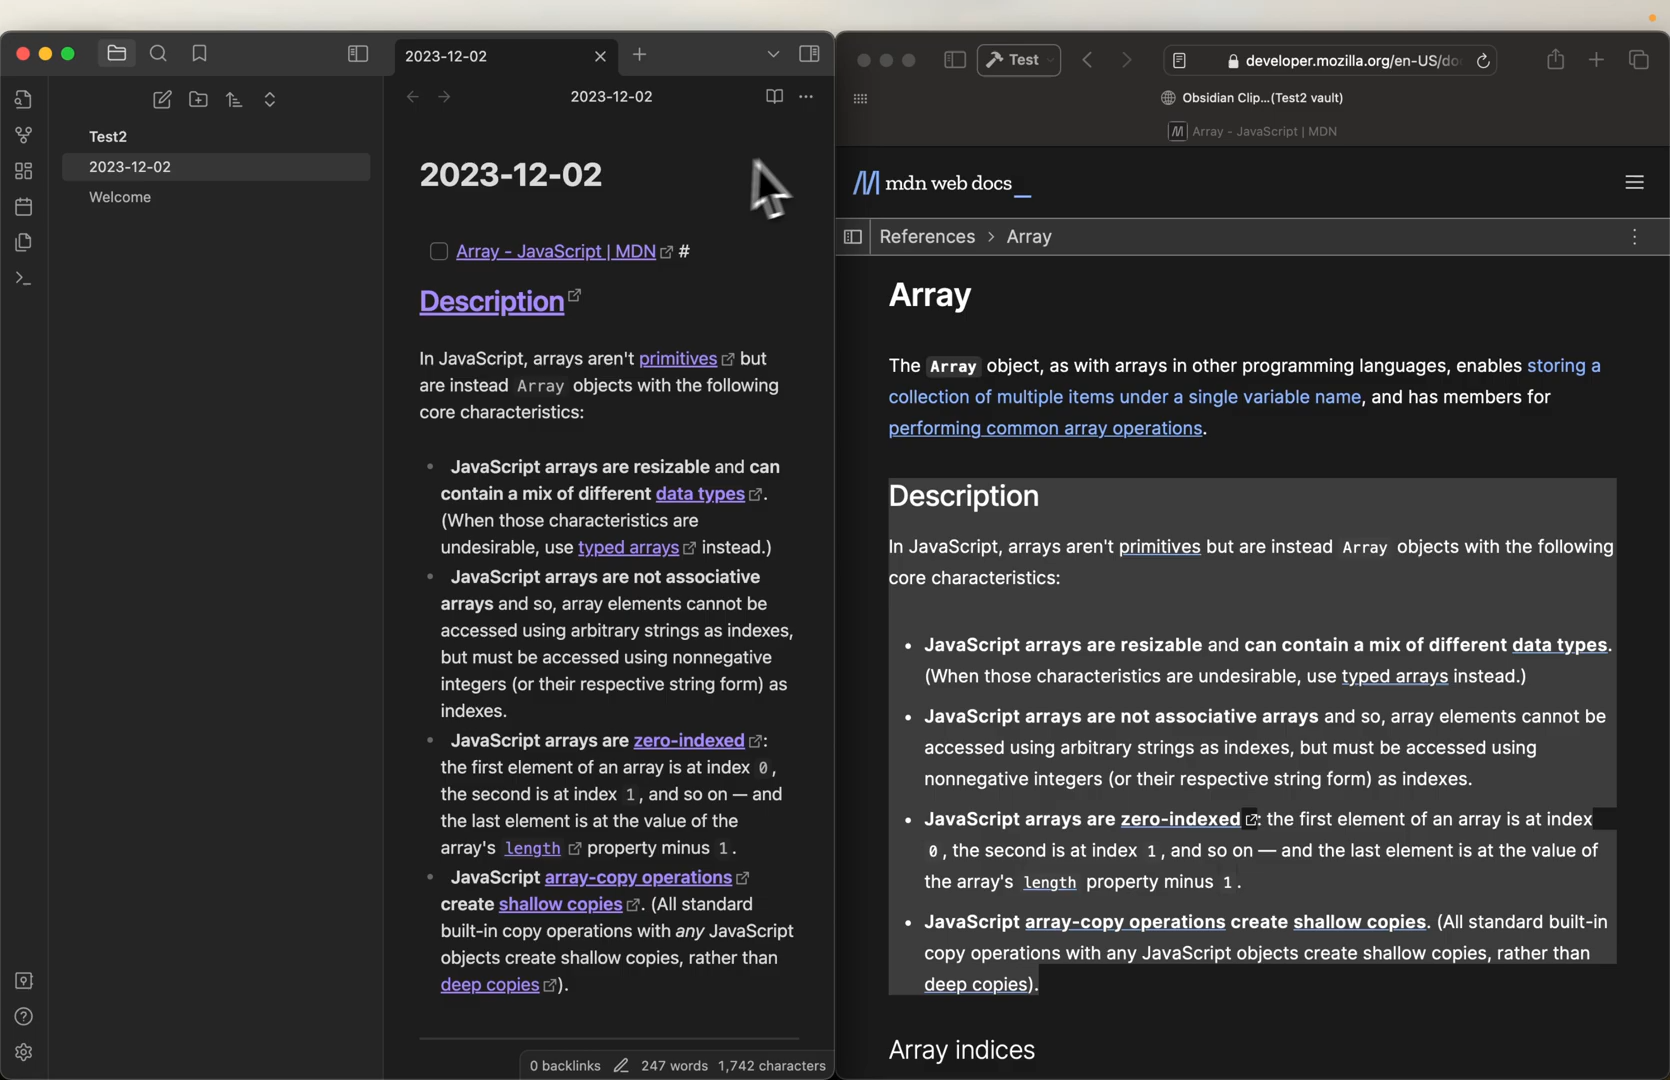 2023-12-02
2023-12-02
Test2
2023-12-02
Welcome
2023-12-02
Array - JavaScript | MDN #
Description
In JavaScript, arrays aren't primitives but
are instead Array objects with the following
core characteristics:
• JavaScript arrays are resizable and can
contain a mix of different data types.
(When those characteristics are
undesirable, use typed arrays instead.)
• JavaScript arrays are not associative
arrays and so, array elements cannot be
accessed using arbitrary strings as indexes,
but must be accessed using nonnegative
integers (or their respective string form) as
indexes.
• JavaScript arrays are zero-indexed:
the first element of an array is at index 0,
the second is at index 1, and so on — and
the last element is at the value of the
array's length property minus 1.
• JavaScript array-copy operations
create shallow copies. (All standard
built-in copy operations with any JavaScript
objects create shallow copies, rather than
deep copies).
0 backlinks 247 words 1,742 characters
Test
developer.mozilla.org/en-US/do
Obsidian Clip...(Test2 vault)
Array - JavaScript | MDN
mdn web docs_
References > Array
Array
The Array object, as with arrays in other programming languages, enables storing a
collection of multiple items under a single variable name, and has members for
performing common array operations.
Description
In JavaScript, arrays aren't primitives but are instead Array objects with the following
core characteristics:
• JavaScript arrays are resizable and can contain a mix of different data types.
(When those characteristics are undesirable, use typed arrays instead.)
• JavaScript arrays are not associative arrays and so, array elements cannot be
accessed using arbitrary strings as indexes, but must be accessed using
nonnegative integers (or their respective string form) as indexes.
• JavaScript arrays are zero-indexed: the first element of an array is at index
0, the second is at index 1, and so on — and the last element is at the value of
the array's length property minus 1.
• JavaScript array-copy operations create shallow copies. (All standard built-in
copy operations with any JavaScript objects create shallow copies, rather than
deep copies).
Array indices